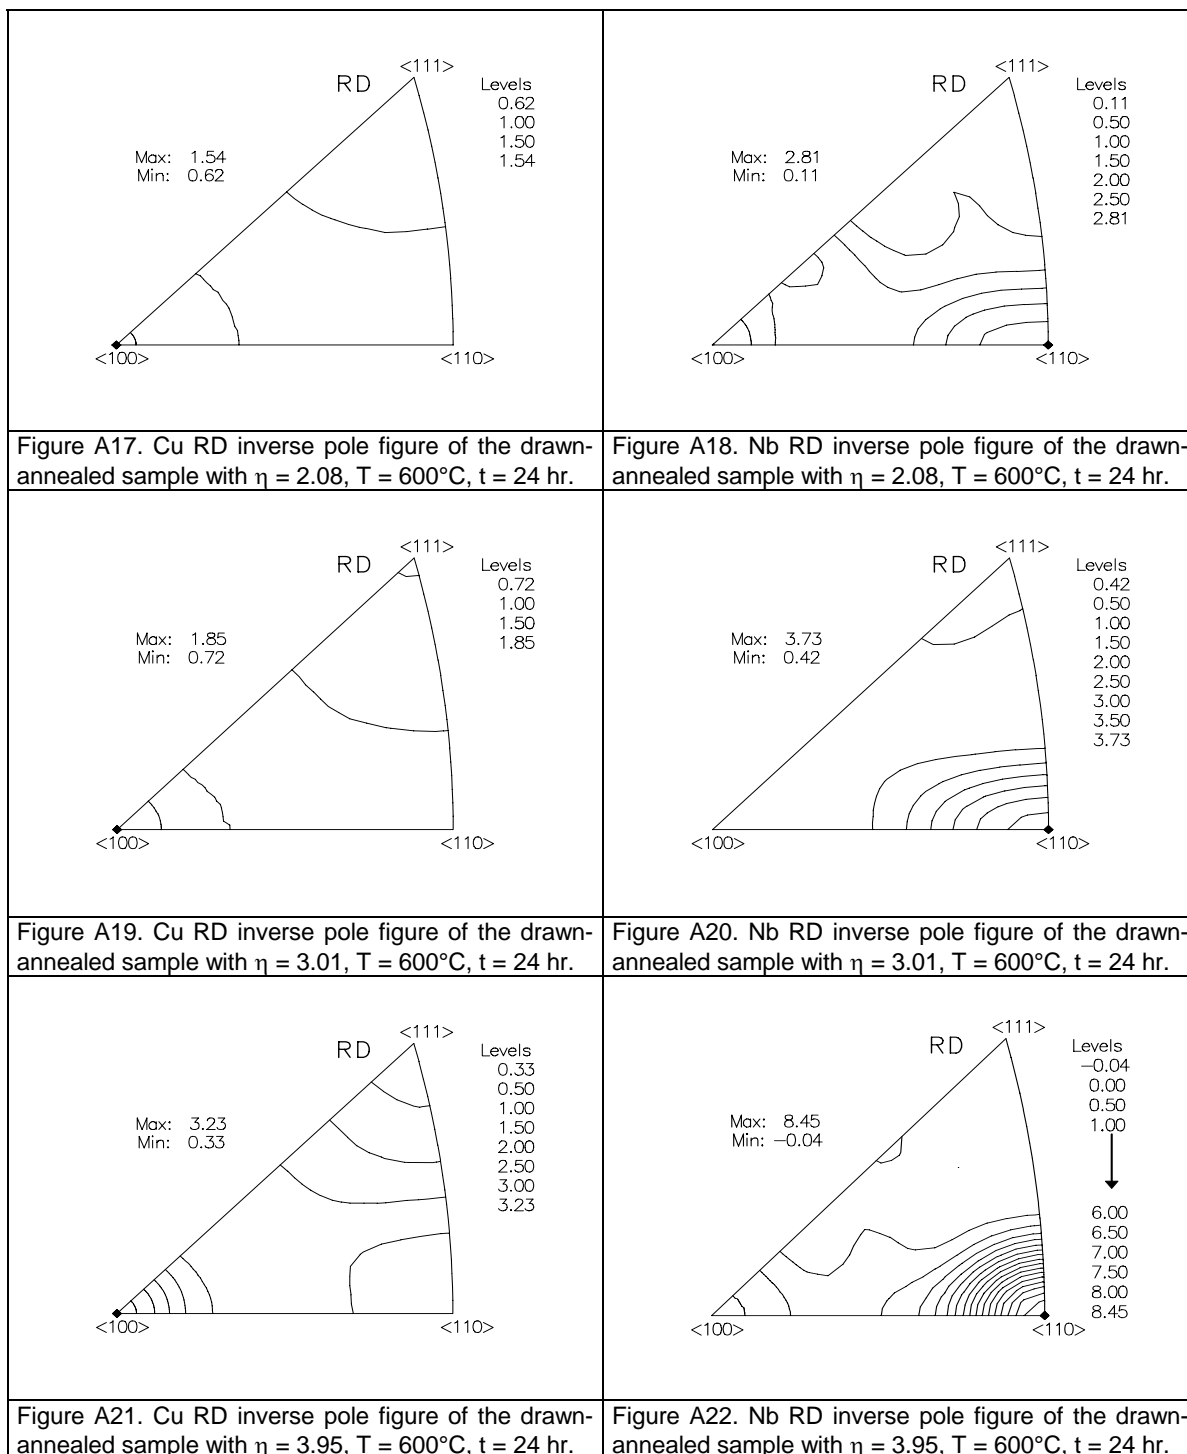 <111>
RD
Levels
0.62
1.00
1.50
1.54
Max: 1.54
Min: 0.62
<100>
<110>
Figure A17. Cu RD inverse pole figure of the drawn-
annealed sample with η = 2.08, T = 600°C, t = 24 hr.
<111>
RD
Levels
0.11
0.50
1.00
1.50
2.00
2.50
2.81
Max: 2.81
Min: 0.11
<100>
<110>
Figure A18. Nb RD inverse pole figure of the drawn-
annealed sample with η = 2.08, T = 600°C, t = 24 hr.
<111>
RD
Levels
0.72
1.00
1.50
1.85
Max: 1.85
Min: 0.72
<100>
<110>
Figure A19. Cu RD inverse pole figure of the drawn-
annealed sample with η = 3.01, T = 600°C, t = 24 hr.
<111>
RD
Levels
0.42
0.50
1.00
1.50
2.00
2.50
3.00
3.50
3.73
Max: 3.73
Min: 0.42
<100>
<110>
Figure A20. Nb RD inverse pole figure of the drawn-
annealed sample with η = 3.01, T = 600°C, t = 24 hr.
<111>
RD
Levels
0.33
0.50
1.00
1.50
2.00
2.50
3.00
3.23
Max: 3.23
Min: 0.33
<100>
<110>
Figure A21. Cu RD inverse pole figure of the drawn-
annealed sample with η = 3.95, T = 600°C, t = 24 hr.
<111>
RD
Levels
−0.04
0.00
0.50
1.00
6.00
6.50
7.00
7.50
8.00
8.45
Max: 8.45
Min: −0.04
<100>
<110>
Figure A22. Nb RD inverse pole figure of the drawn-
annealed sample with η = 3.95, T = 600°C, t = 24 hr.